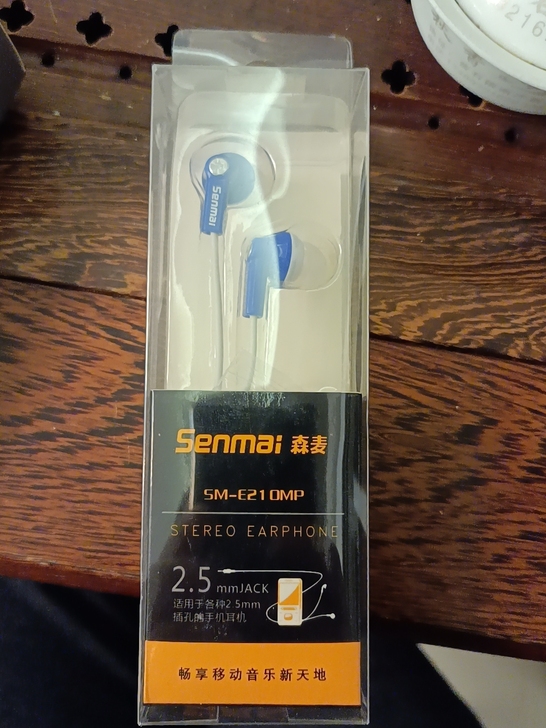 216
Senmai
Senmai 森麦
SM-E210MP
STEREO EARPHONE
2.5 mmJACK
适用于各种2.5mm
插孔的手机耳机
畅享移动音乐新天地